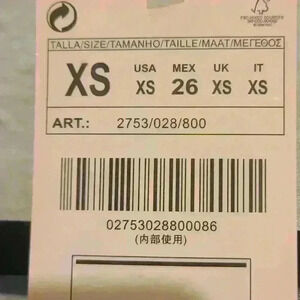 TALLA/SIZE/TAMANHO/TAILLE/MAAT/ΜΕΓΕΘΟΣ
XS
USA MEX UK IT
XS 26 XS XS
ART.: 2753/028/800
02753028800086
(内部使用)